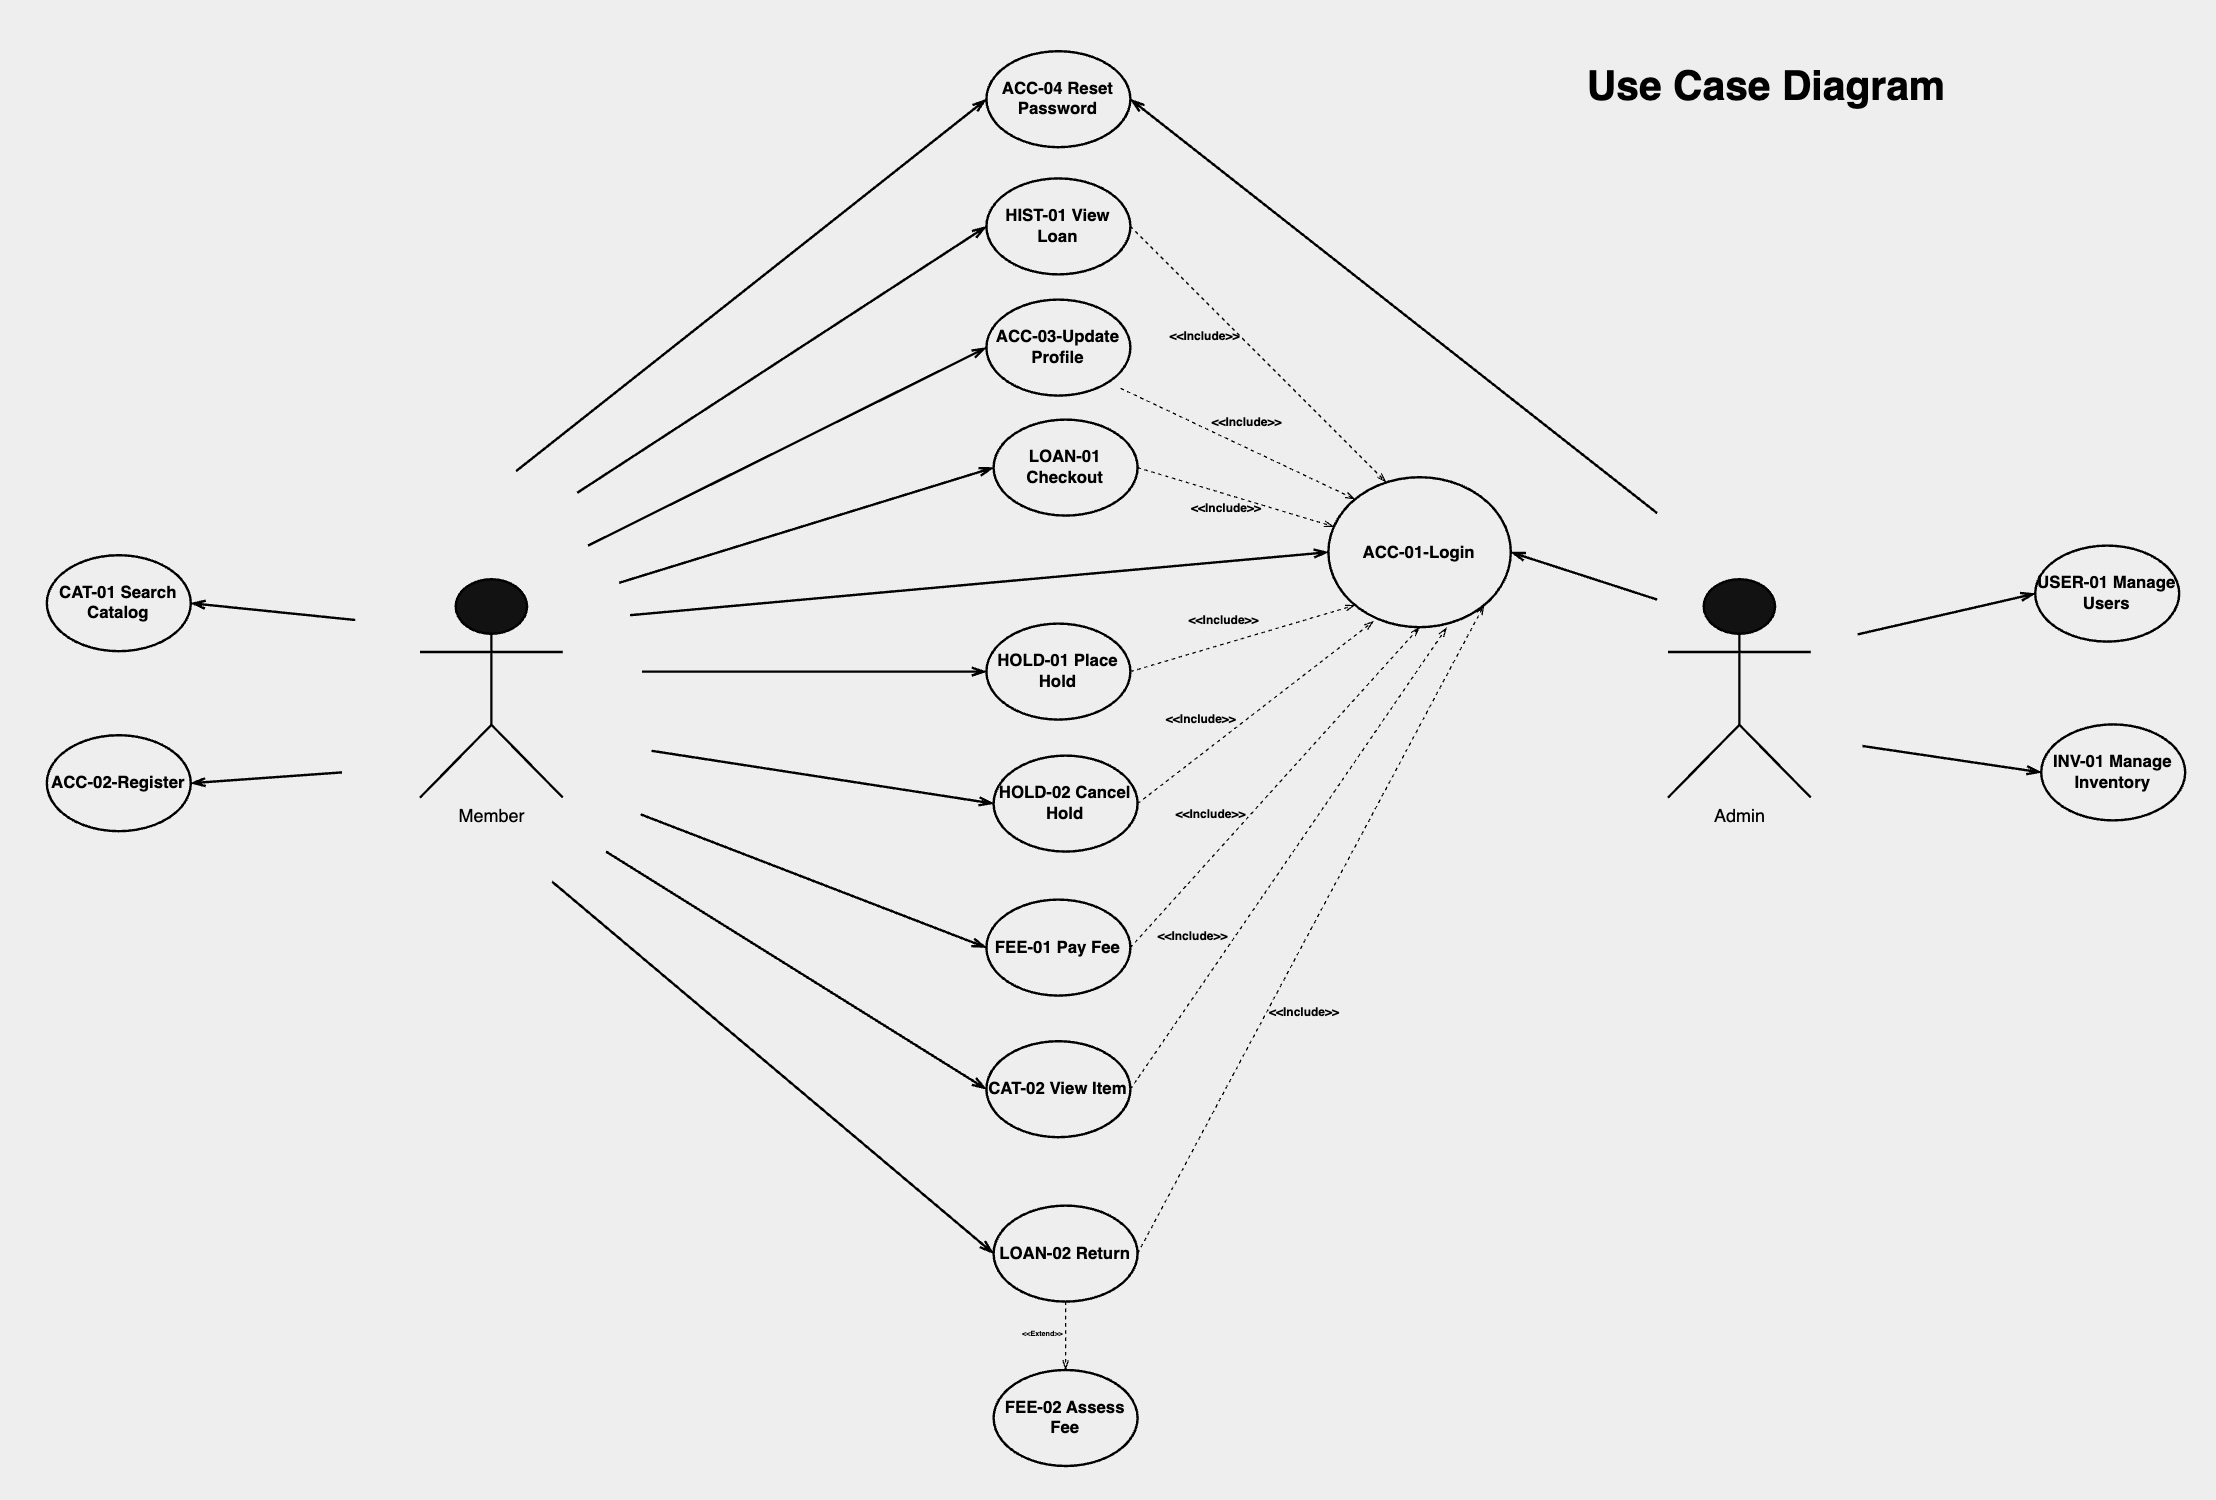 Use Case Diagram
ACC-04 Reset
Password
HIST-01 View
Loan
ACC-03-Update
Profile
<<Include>>
<<Include>>
LOAN-01
Checkout
<<Include>>
ACC-01-Login
CAT-01 Search
Catalog
USER-01 Manage
Users
<<Include>>
HOLD-01 Place
Hold
<<Include>>
ACC-02-Register
INV-01 Manage
Inventory
HOLD-02 Cancel
Hold
Member
Admin
<<Include>>
FEE-01 Pay Fee
<<Include>>
<<Include>>
CAT-02 View Item
LOAN-02 Return
<<Extend>>
FEE-02 Assess
Fee